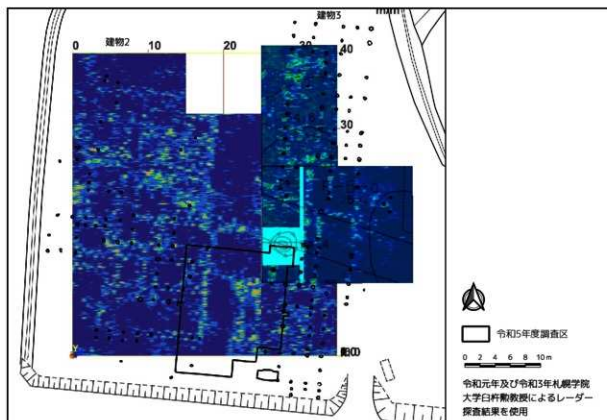 建物3
建物2
0 10 20 30
40
30
Y
令和5年度調査区
0 2 4 6 8 10m
令和元年及び令和3年札幌学院
大学臼杵勲教授によるレーダー
探査結果を使用